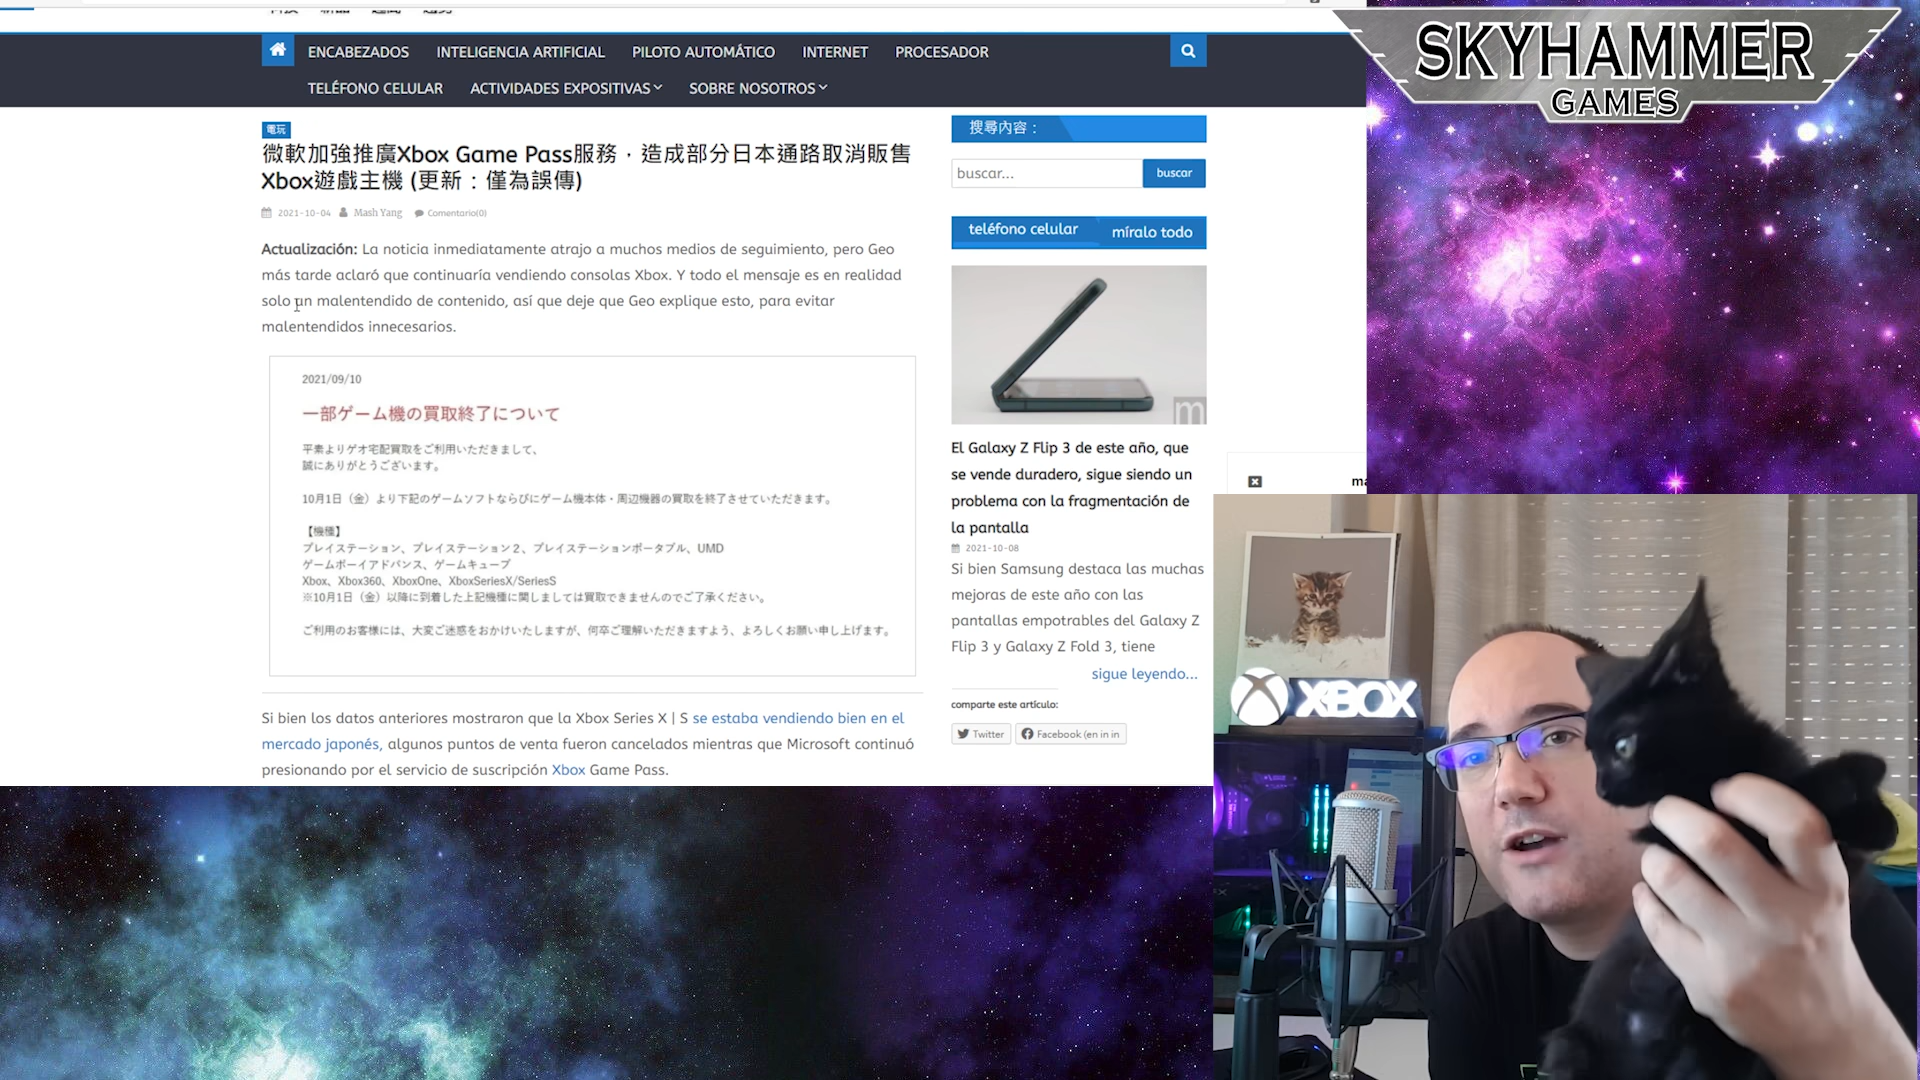 ENCABEZADOS INTELIGENCIA ARTIFICIAL PILOTO AUTOMÁTICO INTERNET PROCESADOR
TELÉFONO CELULAR ACTIVIDADES EXPOSITIVAS SOBRE NOSOTROS
SKYHAMMER
GAMES
電玩
微軟加強推廣Xbox Game Pass服務，造成部分日本通路取消販售
Xbox遊戲主機 (更新：僅為誤傳)
2021-10-04 Mash Yang Comentario(0)
Actualización: La noticia inmediatamente atrajo a muchos medios de seguimiento, pero Geo
más tarde aclaró que continuaría vendiendo consolas Xbox. Y todo el mensaje es en realidad
solo un malentendido de contenido, así que deje que Geo explique esto, para evitar
malentendidos innecesarios.
2021/09/10
一部ゲーム機の買取終了について
平素よりゲオ宅配買取をご利用いただきまして、
誠にありがとうございます。
10月1日（金）より下記のゲームソフトならびにゲーム機本体・周辺機器の買取を終了させていただきます。
【機種】
プレイステーション、プレイステーション２、プレイステーションポータブル、UMD
ゲームボーイアドバンス、ゲームキューブ
Xbox、Xbox360、XboxOne、XboxSeriesX/SeriesS
※10月1日（金）以降に到着した上記機種に関しましては買取できませんのでご了承ください。
ご利用のお客様には、大変ご迷惑をおかけいたしますが、何卒ご理解いただきますよう、よろしくお願い申し上げます。
Si bien los datos anteriores mostraron que la Xbox Series X | S se estaba vendiendo bien en el
mercado japonés, algunos puntos de venta fueron cancelados mientras que Microsoft continuó
presionando por el servicio de suscripción Xbox Game Pass.
搜尋內容：
buscar... buscar
teléfono celular míralo todo
m
El Galaxy Z Flip 3 de este año, que
se vende duradero, sigue siendo un
problema con la fragmentación de
la pantalla
2021-10-08
Si bien Samsung destaca las muchas
mejoras de este año con las
pantallas empotrables del Galaxy Z
Flip 3 y Galaxy Z Fold 3, tiene
sigue leyendo...
comparte este artículo:
Twitter Facebook (en in in
ma
XBOX